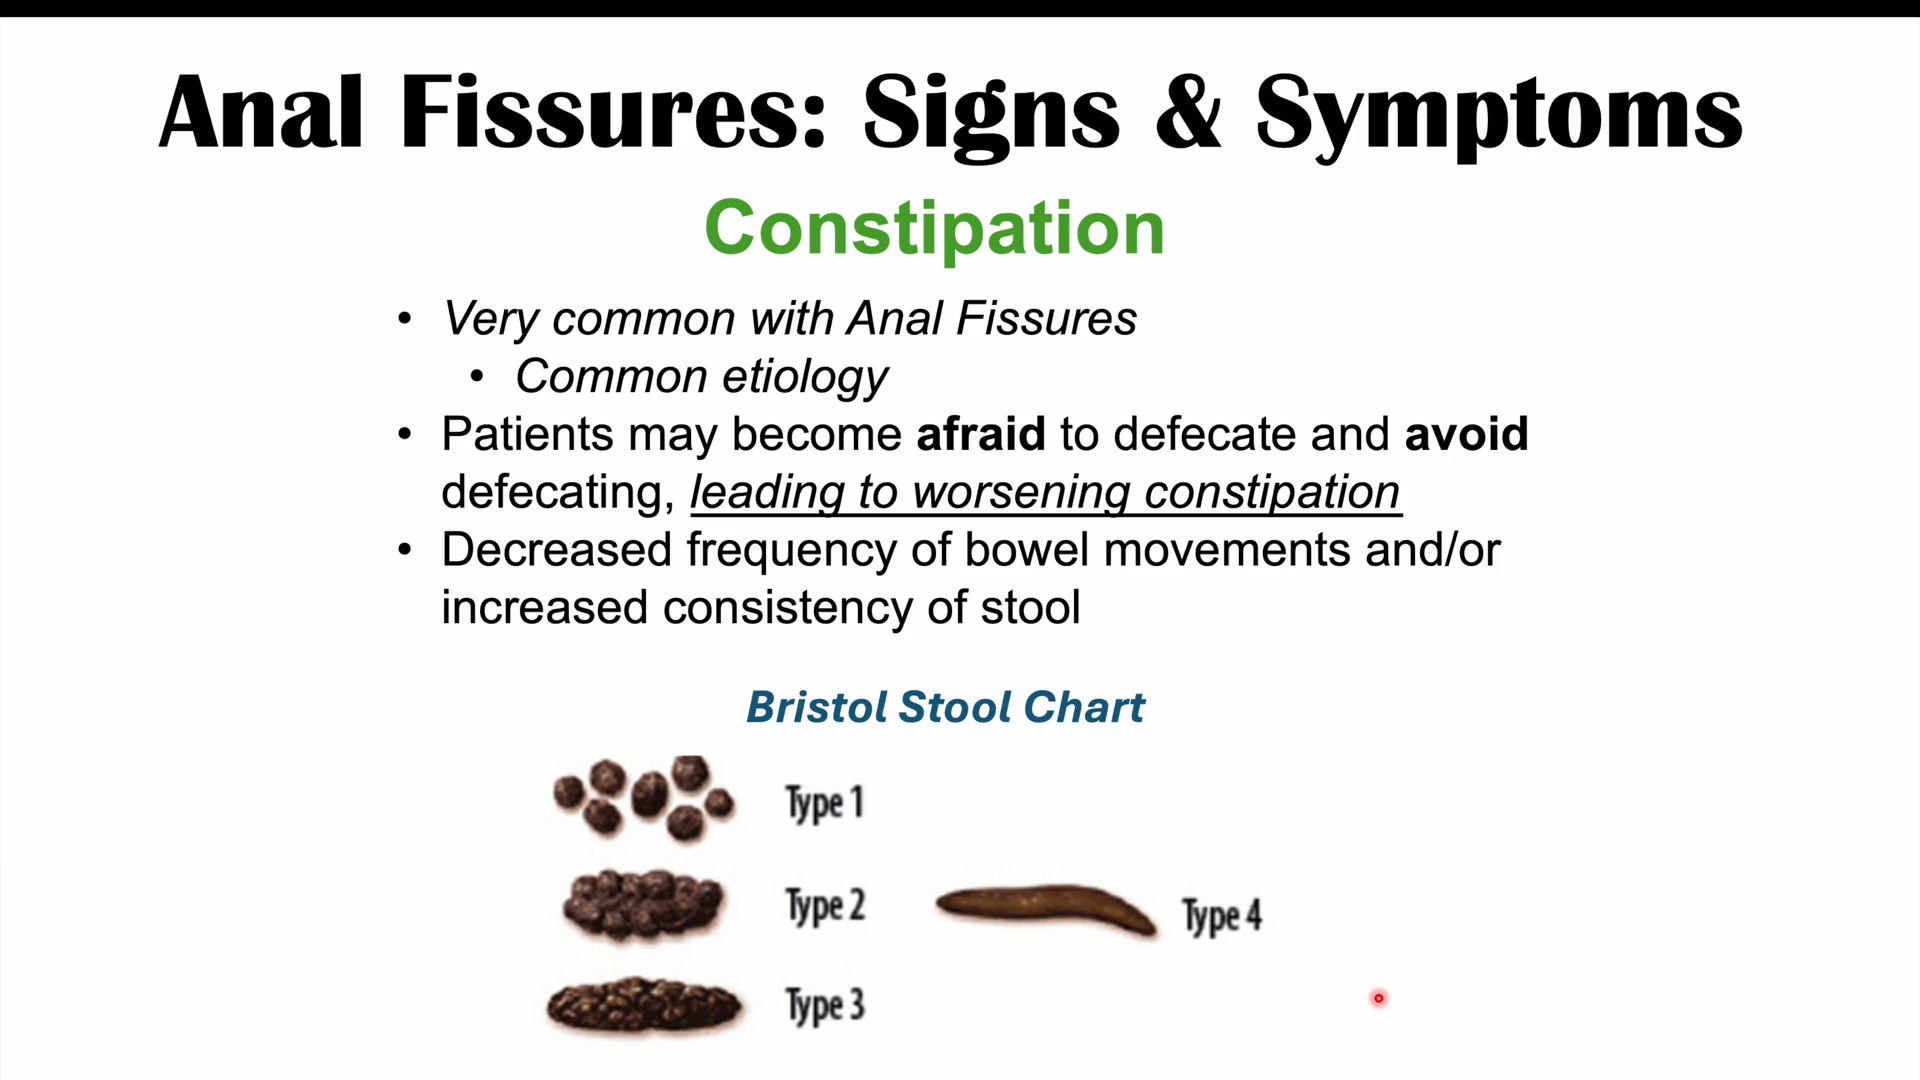 Anal Fissures: Signs & Symptoms
Constipation
• Very common with Anal Fissures
• Common etiology
• Patients may become afraid to defecate and avoid
defecating, leading to worsening constipation
• Decreased frequency of bowel movements and/or
increased consistency of stool
Bristol Stool Chart
Type 1
Type 2
Type 4
Type 3